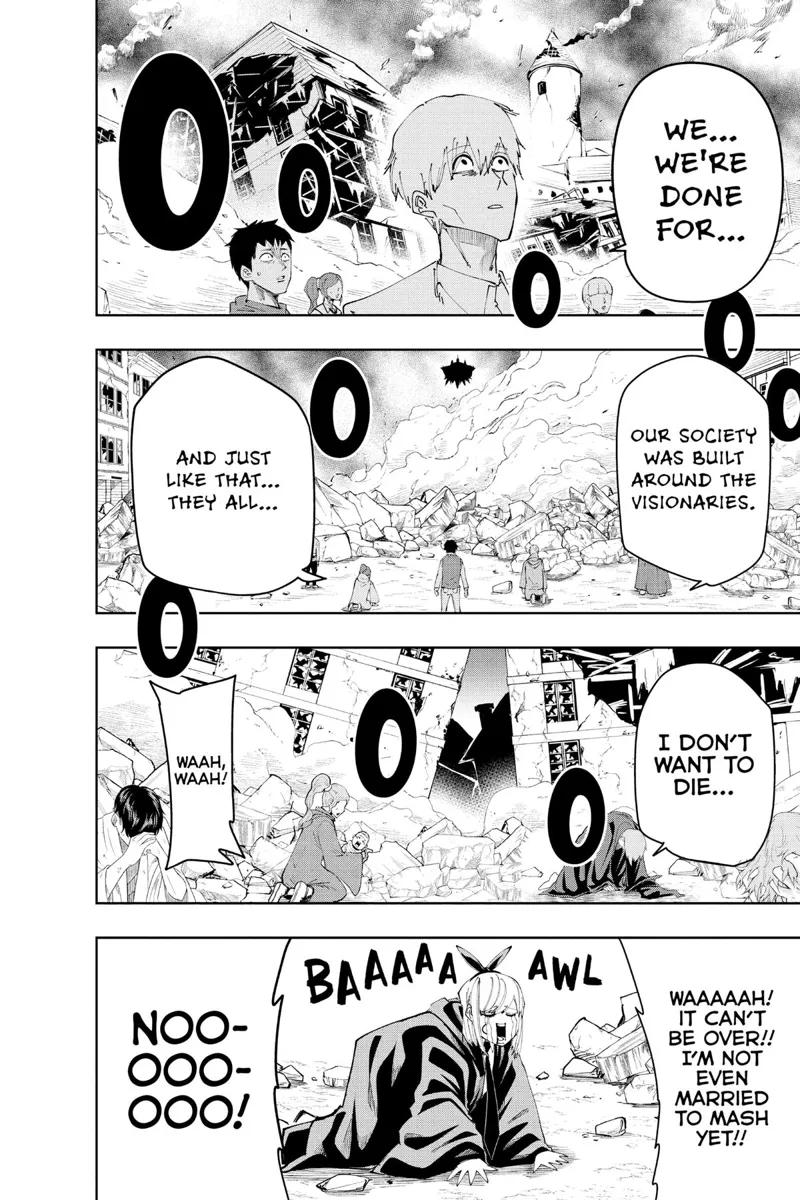 WE...
WE'RE
DONE
FOR...
O
O
O
O
OUR SOCIETY
WAS BUILT
AROUND THE
VISIONARIES.
O
AND JUST
LIKE THAT...
THEY ALL...
O
I DON'T
WANT TO
DIE...
O
O
WAAH,
WAAH!
WAAAAAH!
IT CAN'T
BE OVER!!
I'M NOT
EVEN
MARRIED
TO MASH
YET!!
BAAAAA
AWL
NOO-
OOO-
OOO!